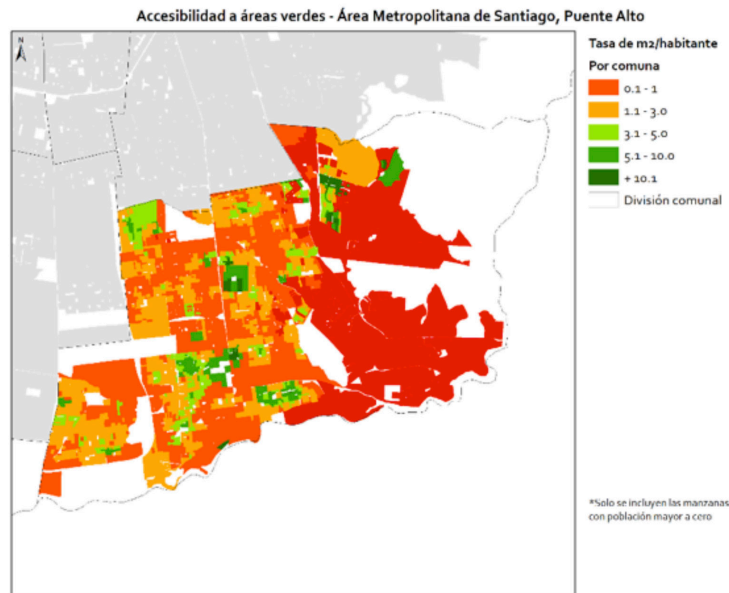 Accesibilidad a áreas verdes - Área Metropolitana de Santiago, Puente Alto
N
Tasa de m2/habitante
Por comuna
0.1 - 1
1.1 - 3.0
3.1 - 5.0
5.1 - 10.0
+ 10.1
División comunal
*Solo se incluyen las manzanas
con población mayor a cero